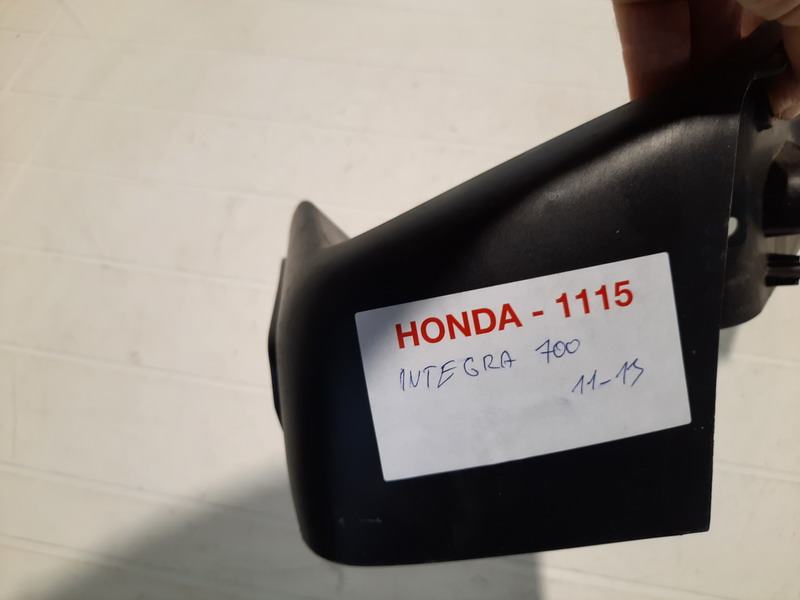 HONDA - 1115
INTEGRA 700
11-13